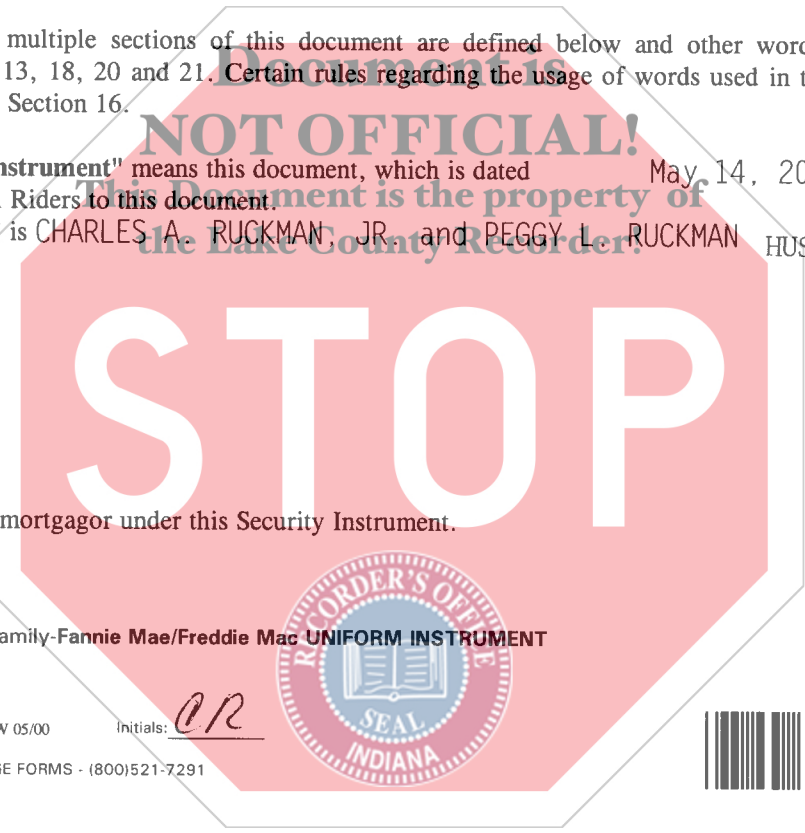 multiple sections of this document are defined below and other word
Document is
13, 18, 20 and 21. Certain rules regarding the usage of words used in t
Section 16.
NOT OFFICIAL!
nstrument" means this document, which is dated May 14, 20
This Document is the property of
Riders to this document.
is CHARLES A. RUCKMAN, JR. and PEGGY L. RUCKMAN HUS
the Lake County Recorder!
STOP
mortgagor under this Security Instrument.
RECORDER'S OFFICE
amily-Fannie Mae/Freddie Mac UNIFORM INSTRUMENT
SEAL
INDIANA
W 05/00 Initials: CR
GE FORMS - (800)521-7291